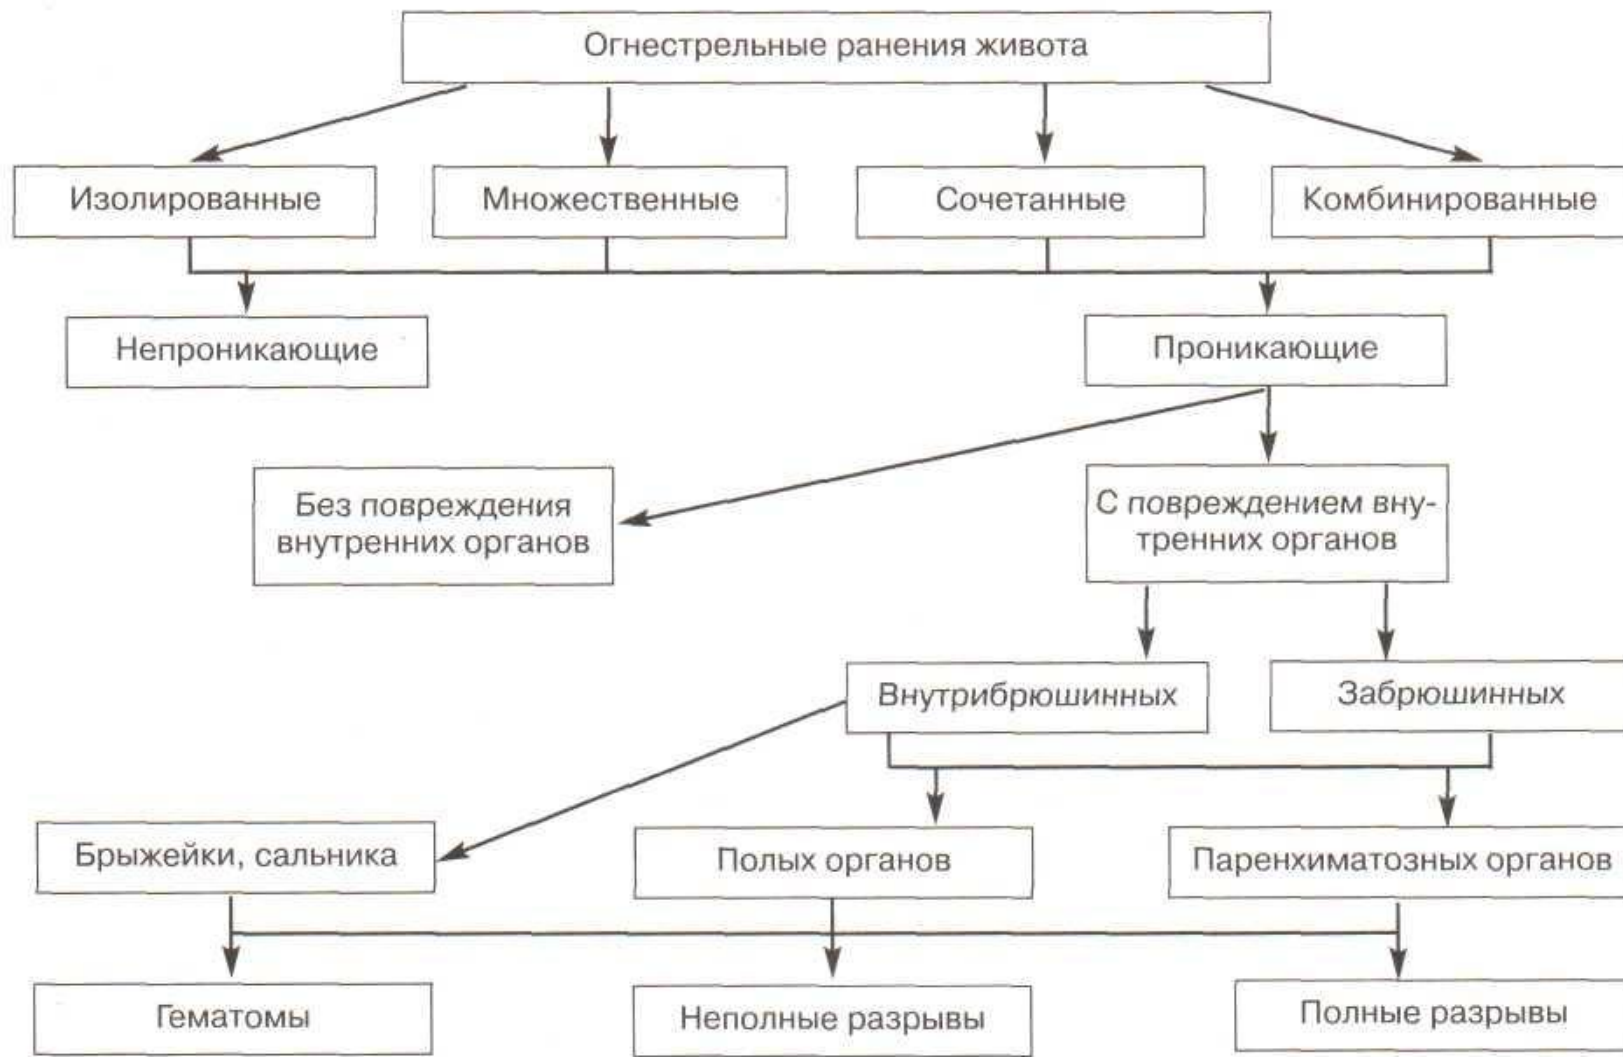 Огнестрельные ранения живота
Изолированные
Множественные
Сочетанные
Комбинированные
Непроникающие
Проникающие
Без повреждения
внутренних органов
С повреждением вну-
тренних органов
Внутрибрюшинных
Забрюшинных
Брыжейки, сальника
Полых органов
Паренхиматозных органов
Гематомы
Неполные разрывы
Полные разрывы